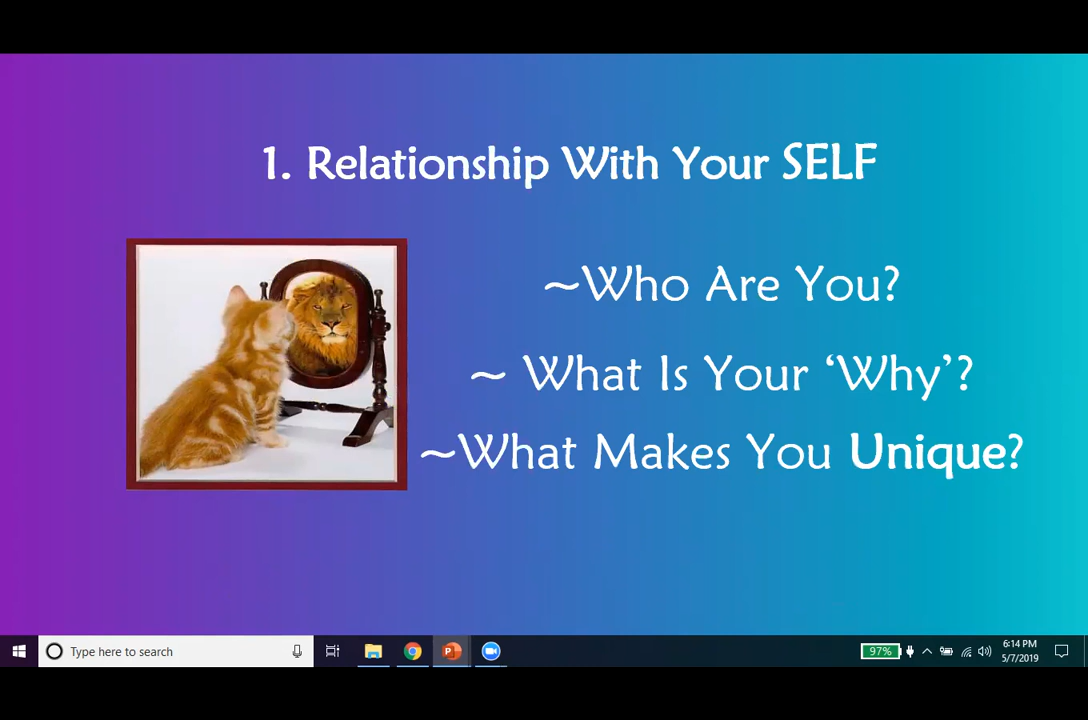 1. Relationship With Your SELF
~Who Are You?
~ What Is Your ‘Why’?
~What Makes You Unique?
Type here to search
97%
6:14 PM
5/7/2019